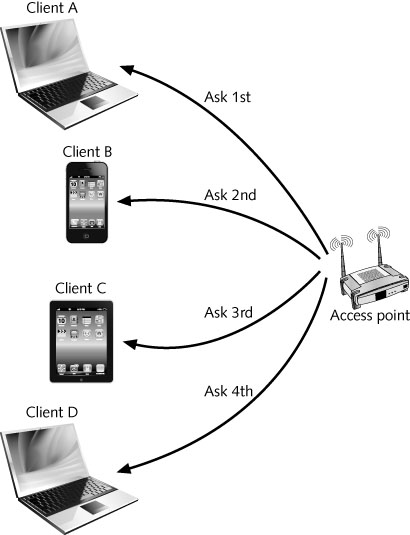 Client A
Ask 1st
Client B
Ask 2nd
Client C
Ask 3rd
Access point
Ask 4th
Client D